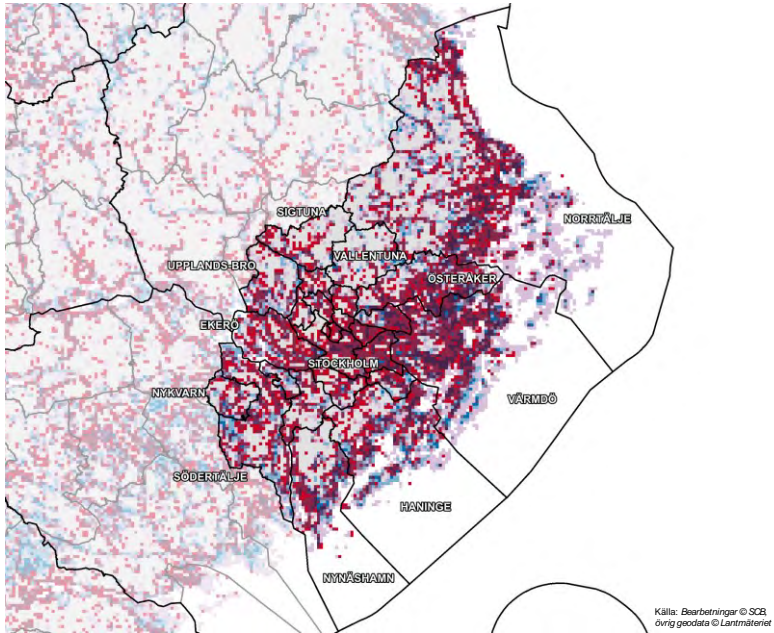 SIGTUNA
NORRTÄLJE
VALLENTUNA
UPPLANDS-BRO
ÖSTERÅKER
EKERÖ
STOCKHOLM
NYKVARN
VÄRMDÖ
SÖDERTÄLJE
HANINGE
NYNÄSHAMN
Källa: Bearbetningar © SCB,
övrig geodata © Lantmäteriet